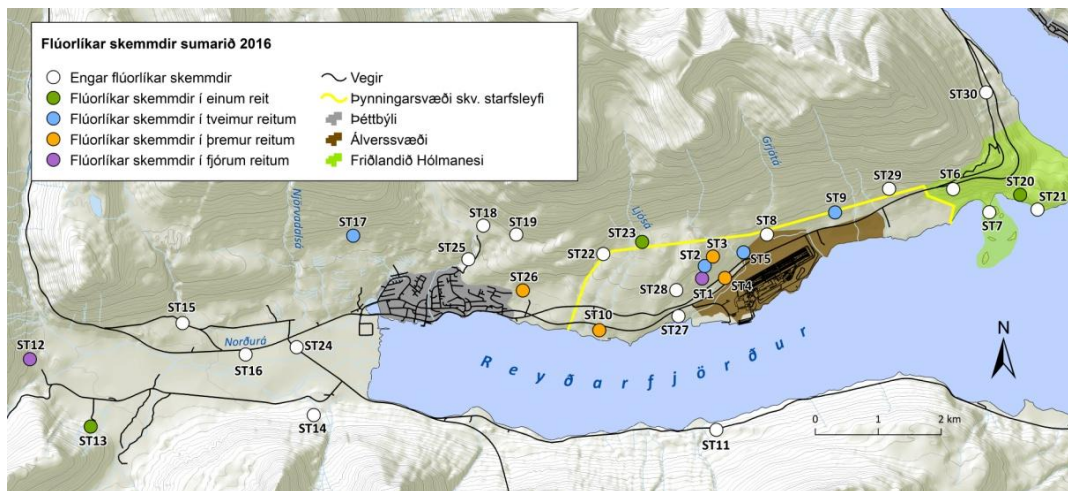 Flúorlíkar skemmdir sumarið 2016
Engar flúorlíkar skemmdir
Flúorlíkar skemmdir í einum reit
Flúorlíkar skemmdir í tveimur reitum
Flúorlíkar skemmdir í þremur reitum
Flúorlíkar skemmdir í fjórum reitum
Vegir
Þynningarsvæði skv. starfsleyfi
Þéttbýli
Álverssvæði
Friðlandið Hólmanesi
ST30
Grjótá
ST29
ST6
ST20
ST21
ST7
Njörvadalsá
ST17
ST18
ST19
ST25
Ljósá
ST23
ST22
ST9
ST8
ST3
ST2
ST5
ST26
ST28
ST1
ST4
ST10
ST27
ST15
ST12
Norðurá
ST16
ST24
Reyðarfjörður
N
0 1 2 km
ST13
ST14
ST11